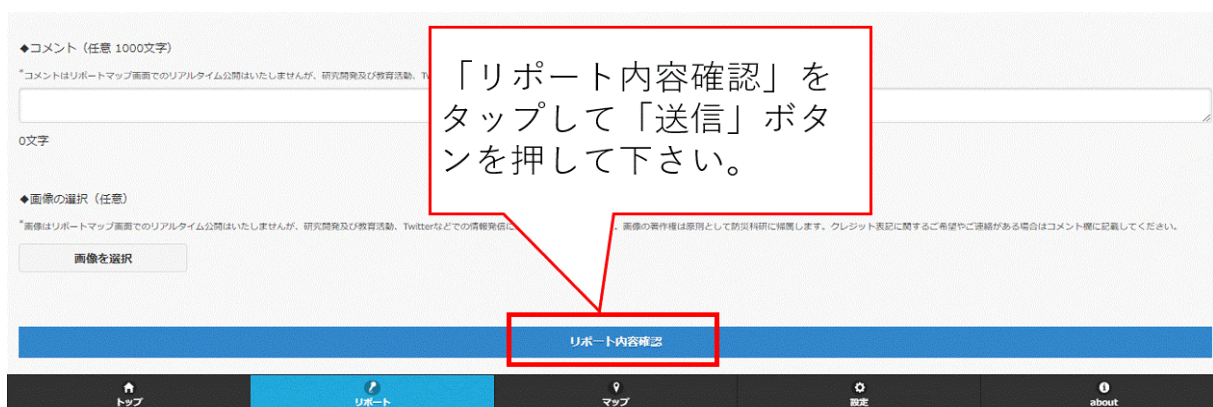 ◆コメント（任意 1000文字）
*コメントはリポートマップ画面でのリアルタイム公開はいたしませんが、研究開発及び教育活動、
「リポート内容確認」を
タップして「送信」ボタ
ンを押して下さい。
0文字
◆画像の選択（任意）
*画像はリポートマップ画面でのリアルタイム公開はいたしませんが、研究開発及び教育活動、Twitterなどでの情報発信に 、画像の著作権は原則として防災科研に帰属します。クレジット表記に関するご希望やご連絡がある場合はコメント欄に記載してください。
画像を選択
リポート内容確認
トップ リポート マップ 設定 about